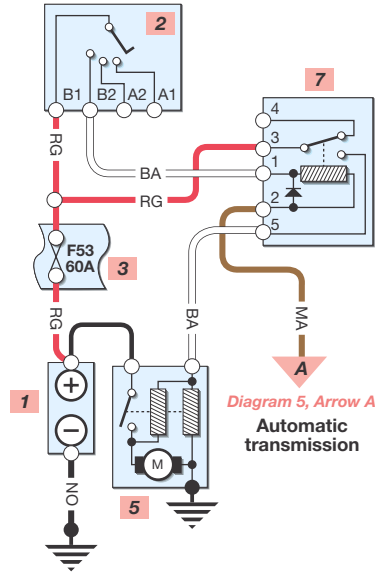 2
B1 B2 A2 A1
7
4
3
1
2
5
RG
BA
RG
F53
60A
3
RG
BA
MA
1
+
−
A
Diagram 5, Arrow A
Automatic
transmission
M
5
NO